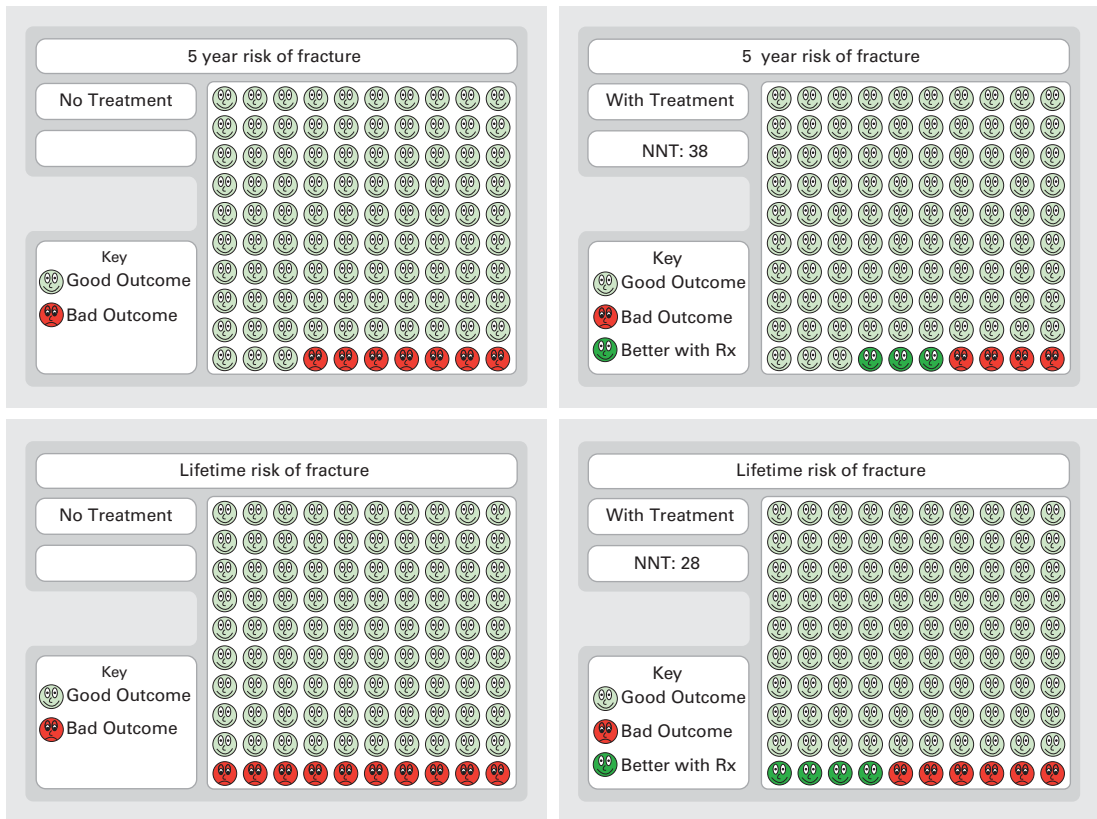 5 year risk of fracture
No Treatment
Key
Good Outcome
Bad Outcome
5 year risk of fracture
With Treatment
NNT: 38
Key
Good Outcome
Bad Outcome
Better with Rx
Lifetime risk of fracture
No Treatment
Key
Good Outcome
Bad Outcome
Lifetime risk of fracture
With Treatment
NNT: 28
Key
Good Outcome
Bad Outcome
Better with Rx